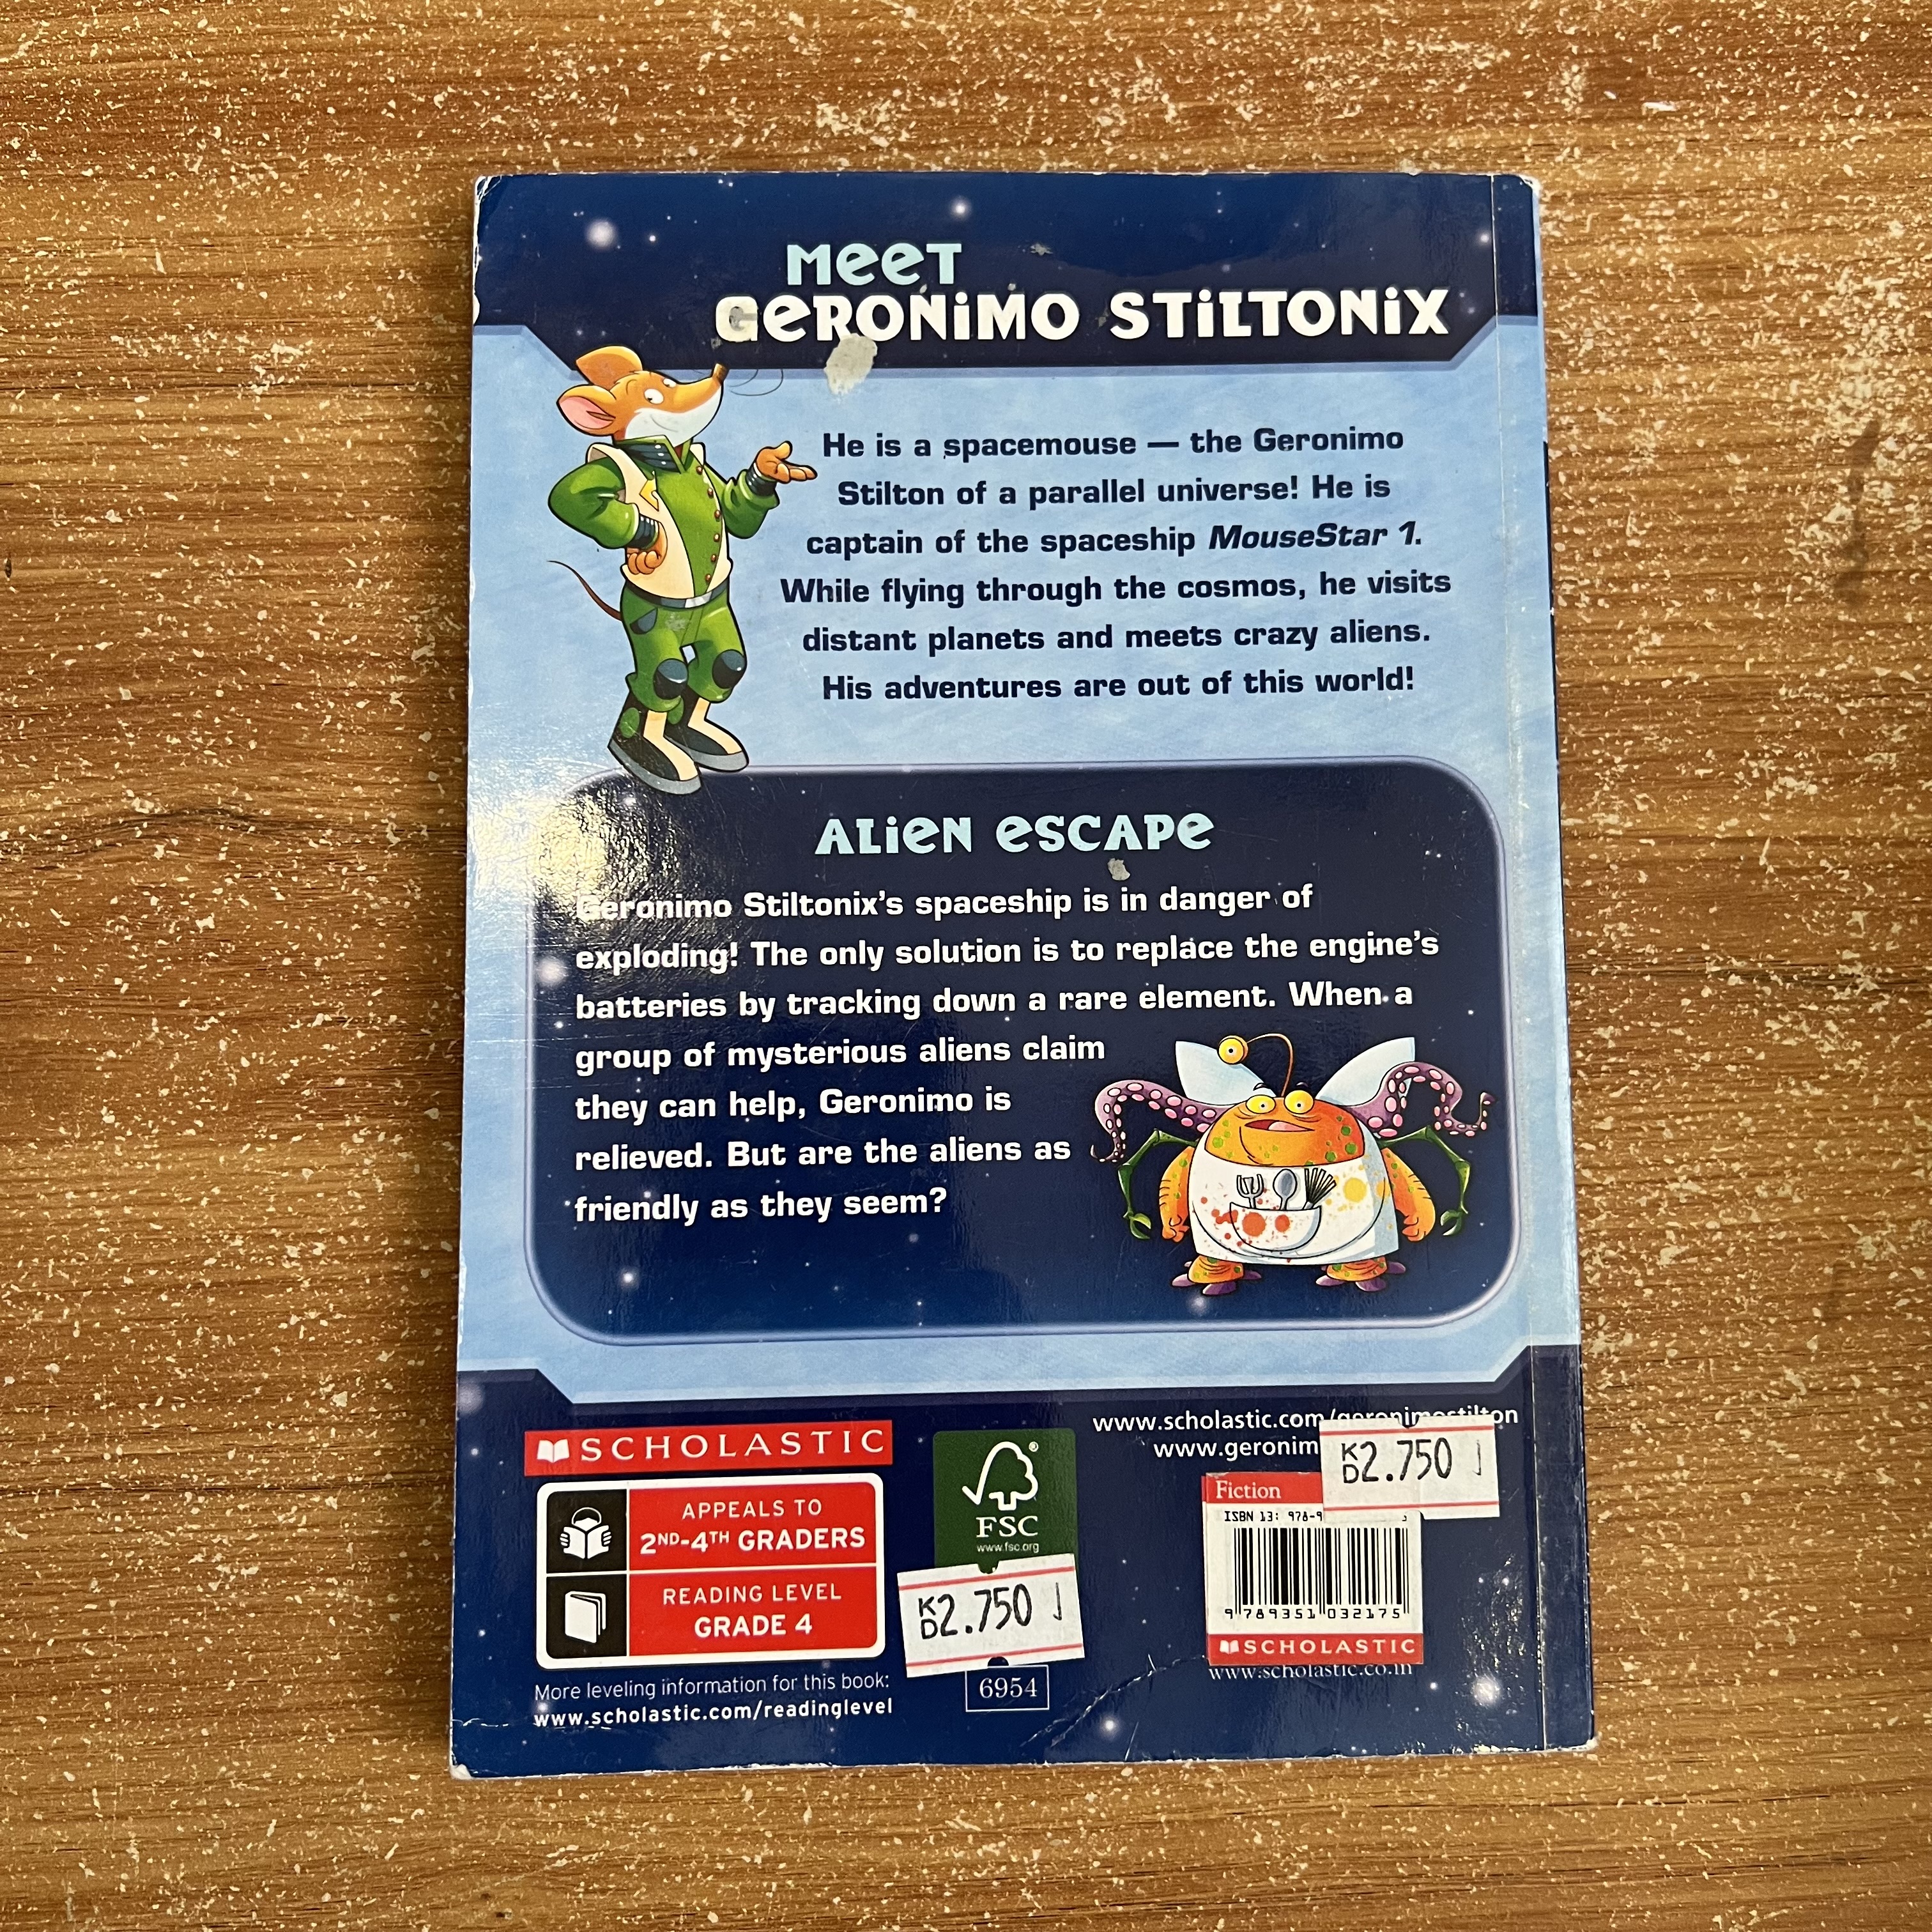 MEET
GERONIMO STILTONIX
He is a spacemouse — the Geronimo
Stilton of a parallel universe! He is
captain of the spaceship MouseStar 1.
While flying through the cosmos, he visits
distant planets and meets crazy aliens.
His adventures are out of this world!
ALIEN ESCAPE
Geronimo Stiltonix's spaceship is in danger of
exploding! The only solution is to replace the engine's
batteries by tracking down a rare element. When a
group of mysterious aliens claim
they can help, Geronimo is
relieved. But are the aliens as
friendly as they seem?
www.scholastic.com/geronimostilton
www.geronim
SCHOLASTIC
APPEALS TO
2ND-4TH GRADERS
READING LEVEL
GRADE 4
More leveling information for this book:
www.scholastic.com/readinglevel
®
FSC
www.fsc.org
KD2.750 J
6954
KD2.750 J
Fiction
ISBN 13: 978-9
9 789351 032175
SCHOLASTIC
www.scholastic.co.in